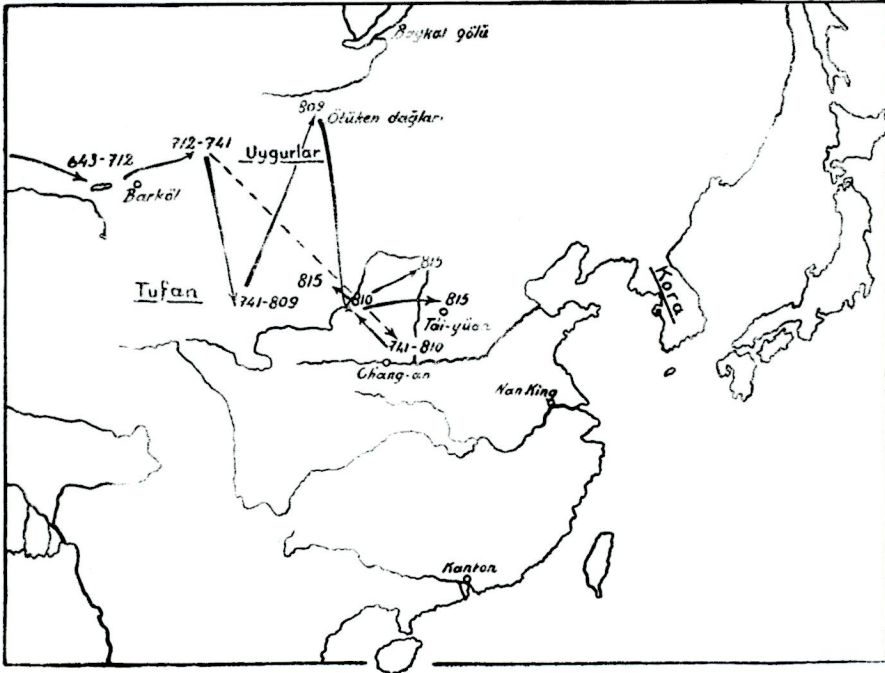 Baykal gölü
809
Ötüken dağları
643-712
712-741
Uygurlar
Barköl
815
Tufan
741-809
815
810
815
Tai-yüan
Kora
741-810
Chang-an
Nan King
Kanton